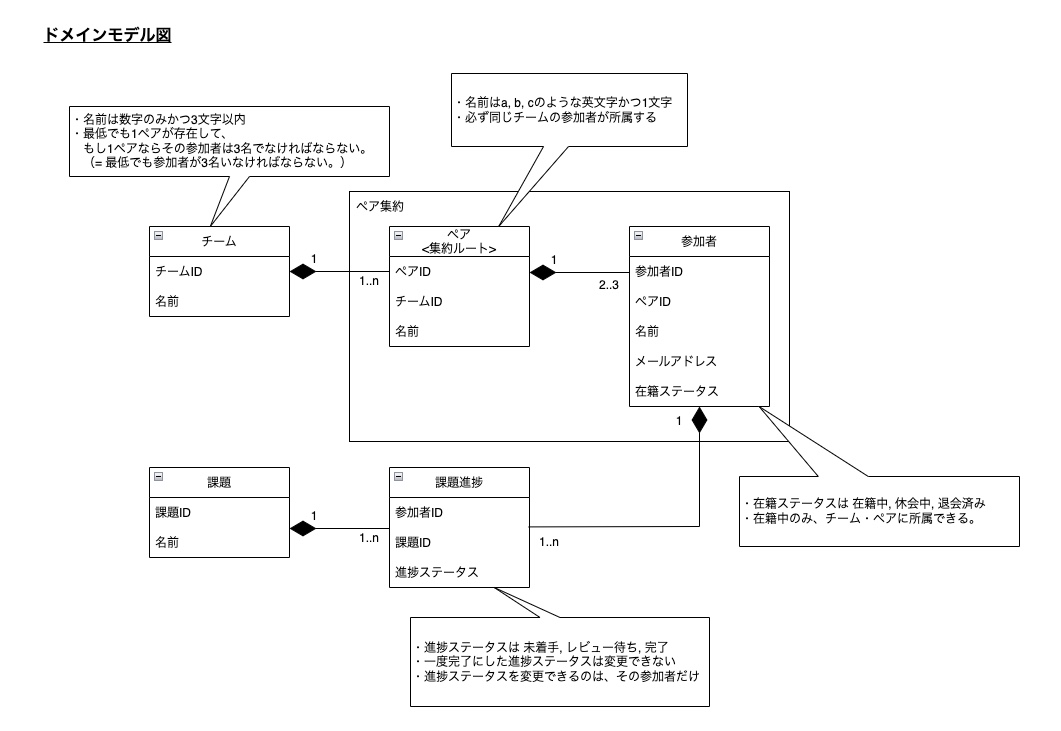 ドメインモデル図
・名前は数字のみかつ3文字以内
・最低でも1ペアが存在して、
もし1ペアならその参加者は3名でなければならない。
（= 最低でも参加者が3名いなければならない。）
・名前はa, b, cのような英文字かつ1文字
・必ず同じチームの参加者が所属する
ペア集約
チーム
チームID
名前
1
1..n
ペア
<集約ルート>
ペアID
チームID
名前
1
2..3
参加者
参加者ID
ペアID
名前
メールアドレス
在籍ステータス
1
1..n
・在籍ステータスは 在籍中, 休会中, 退会済み
・在籍中のみ、チーム・ペアに所属できる。
課題
課題ID
名前
1
1..n
課題進捗
参加者ID
課題ID
進捗ステータス
・進捗ステータスは 未着手, レビュー待ち, 完了
・一度完了にした進捗ステータスは変更できない
・進捗ステータスを変更できるのは、その参加者だけ